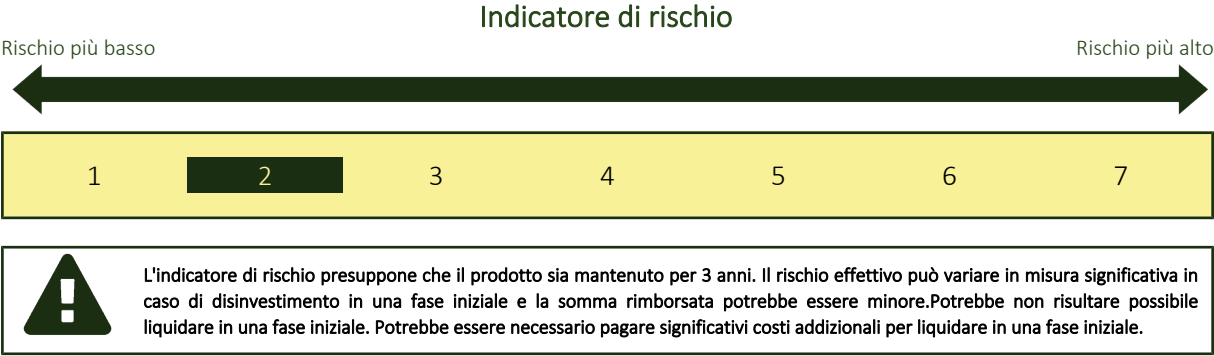 Indicatore di rischio
Rischio più basso
Rischio più alto
1 2 3 4 5 6 7
L'indicatore di rischio presuppone che il prodotto sia mantenuto per 3 anni. Il rischio effettivo può variare in misura significativa in
caso di disinvestimento in una fase iniziale e la somma rimborsata potrebbe essere minore.Potrebbe non risultare possibile
liquidare in una fase iniziale. Potrebbe essere necessario pagare significativi costi addizionali per liquidare in una fase iniziale.